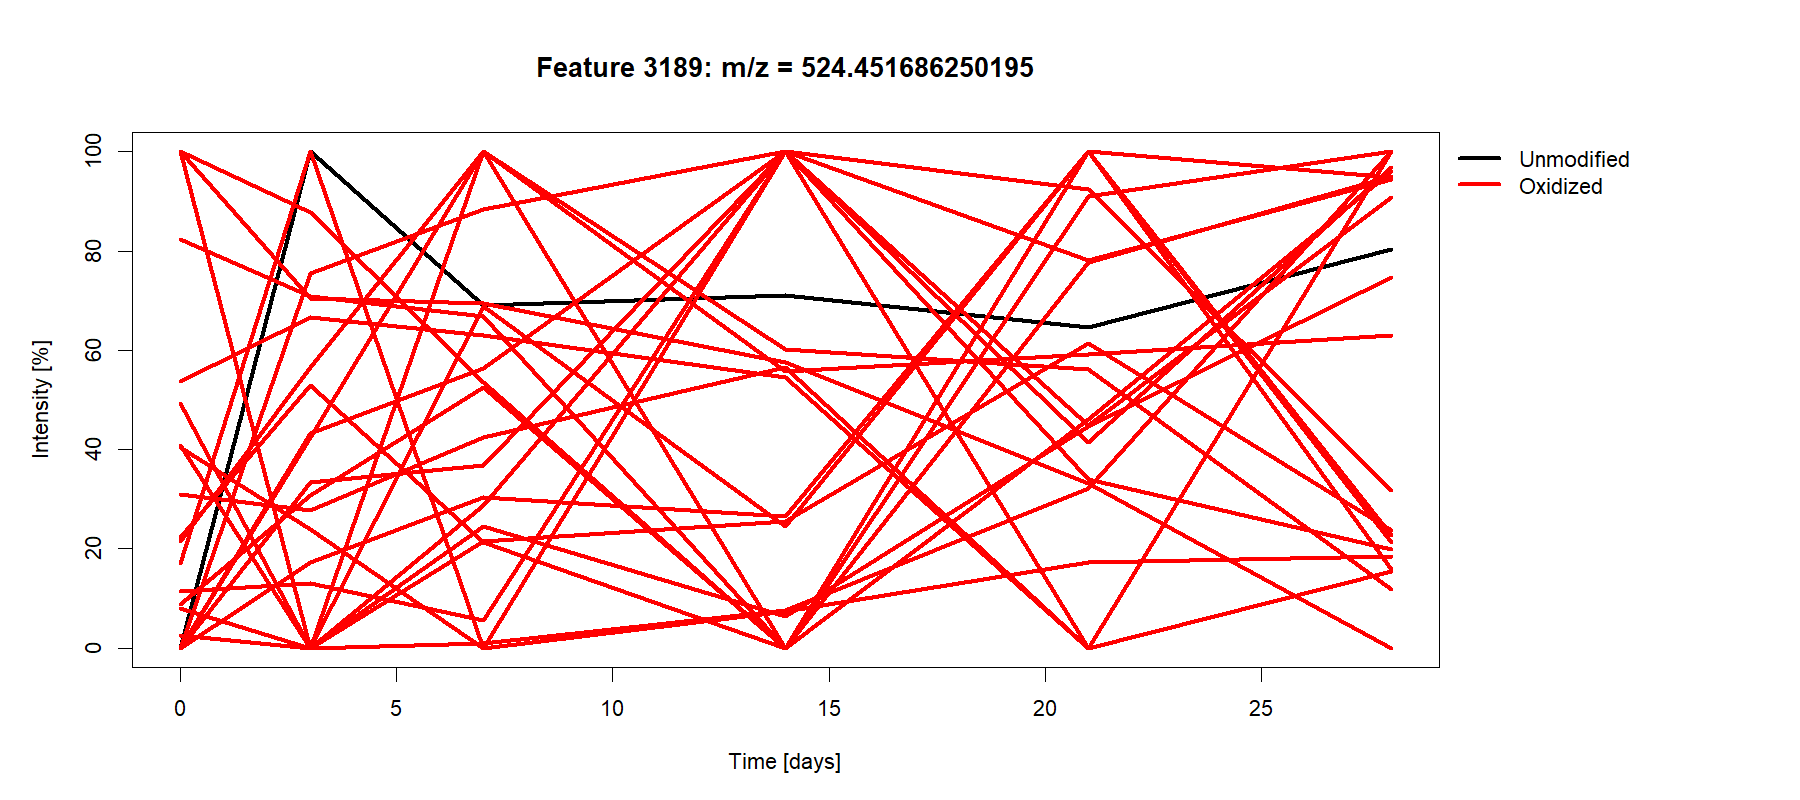 Feature 3189: m/z = 524.451686250195
Unmodified
Oxidized
Intensity [%]
100
80
60
40
20
0
0 5 10 15 20 25
Time [days]